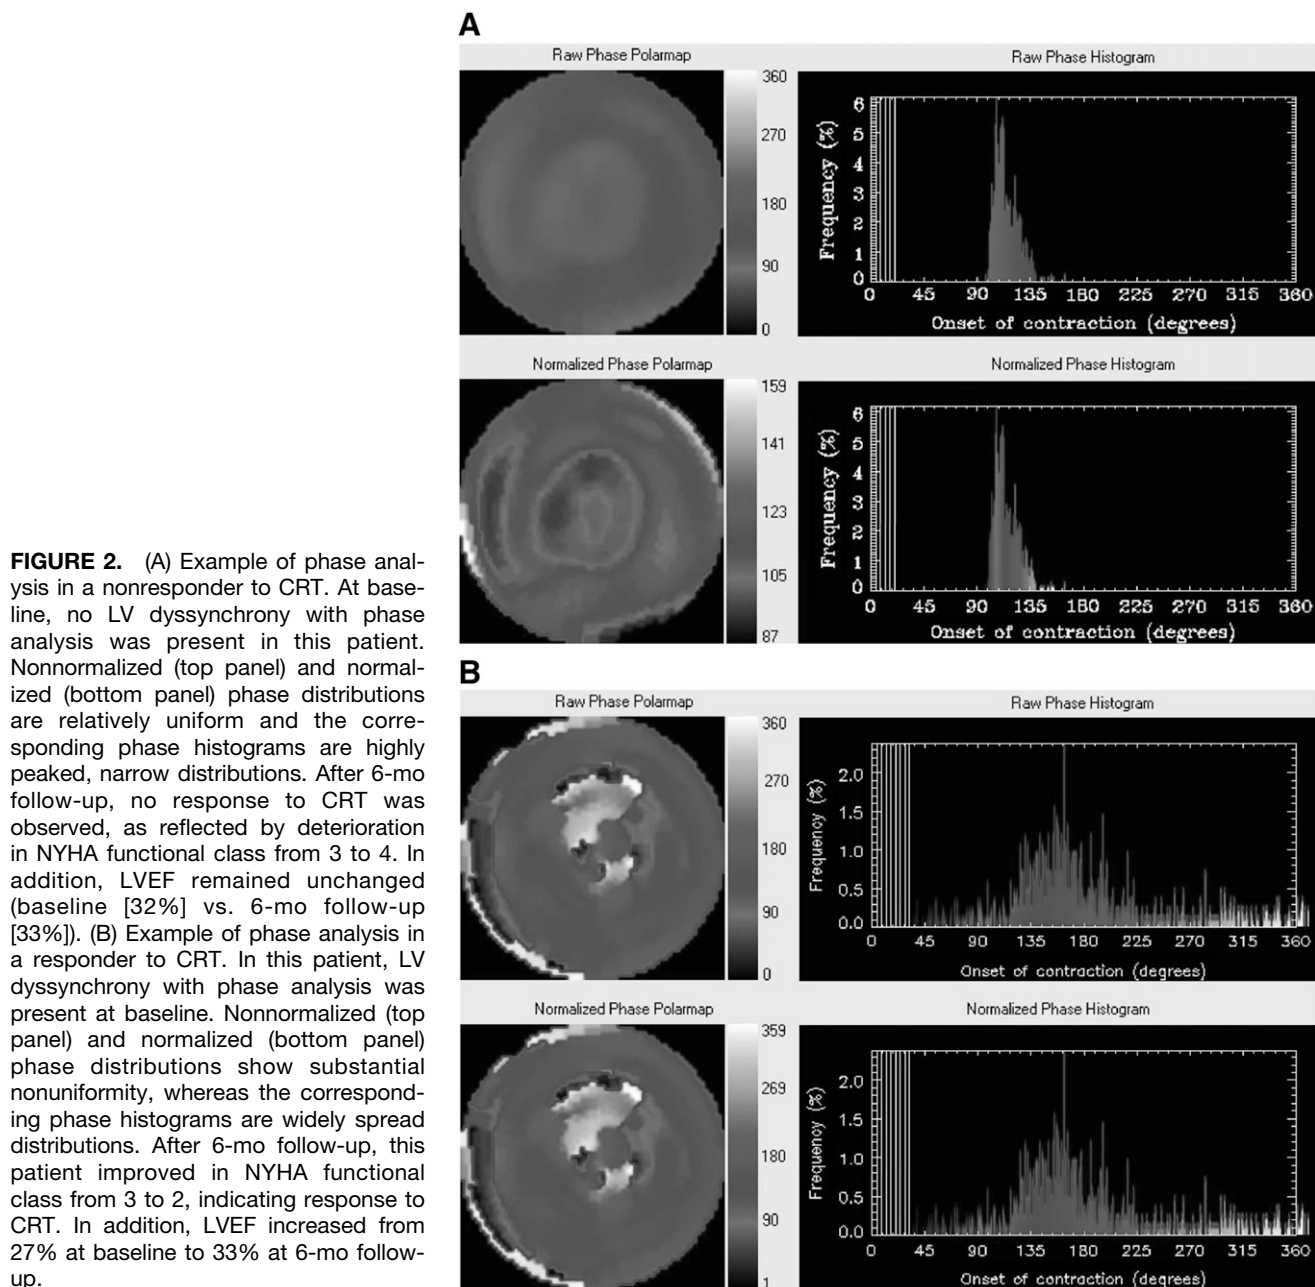 A
Raw Phase Polarmap
360
270
180
90
0
Raw Phase Histogram
Frequency (%)
6
5
4
3
2
1
0
0 45 90 135 180 225 270 315 360
Onset of contraction (degrees)
Normalized Phase Polarmap
159
141
123
105
87
Normalized Phase Histogram
Frequency (%)
6
5
4
3
2
1
0
0 45 90 135 180 225 270 315 360
Onset of contraction (degrees)
B
Raw Phase Polarmap
360
270
180
90
0
Raw Phase Histogram
Frequency (%)
2.0
1.5
1.0
0.5
0.0
0 45 90 135 180 225 270 315 360
Onset of contraction (degrees)
Normalized Phase Polarmap
359
269
180
90
1
Normalized Phase Histogram
Frequency (%)
2.0
1.5
1.0
0.5
0.0
0 45 90 135 180 225 270 315 360
Onset of contraction (degrees)
FIGURE 2. (A) Example of phase anal-
ysis in a nonresponder to CRT. At base-
line, no LV dyssynchrony with phase
analysis was present in this patient.
Nonnormalized (top panel) and normal-
ized (bottom panel) phase distributions
are relatively uniform and the corre-
sponding phase histograms are highly
peaked, narrow distributions. After 6-mo
follow-up, no response to CRT was
observed, as reflected by deterioration
in NYHA functional class from 3 to 4. In
addition, LVEF remained unchanged
(baseline [32%] vs. 6-mo follow-up
[33%]). (B) Example of phase analysis in
a responder to CRT. In this patient, LV
dyssynchrony with phase analysis was
present at baseline. Nonnormalized (top
panel) and normalized (bottom panel)
phase distributions show substantial
nonuniformity, whereas the correspond-
ing phase histograms are widely spread
distributions. After 6-mo follow-up, this
patient improved in NYHA functional
class from 3 to 2, indicating response to
CRT. In addition, LVEF increased from
27% at baseline to 33% at 6-mo follow-
up.